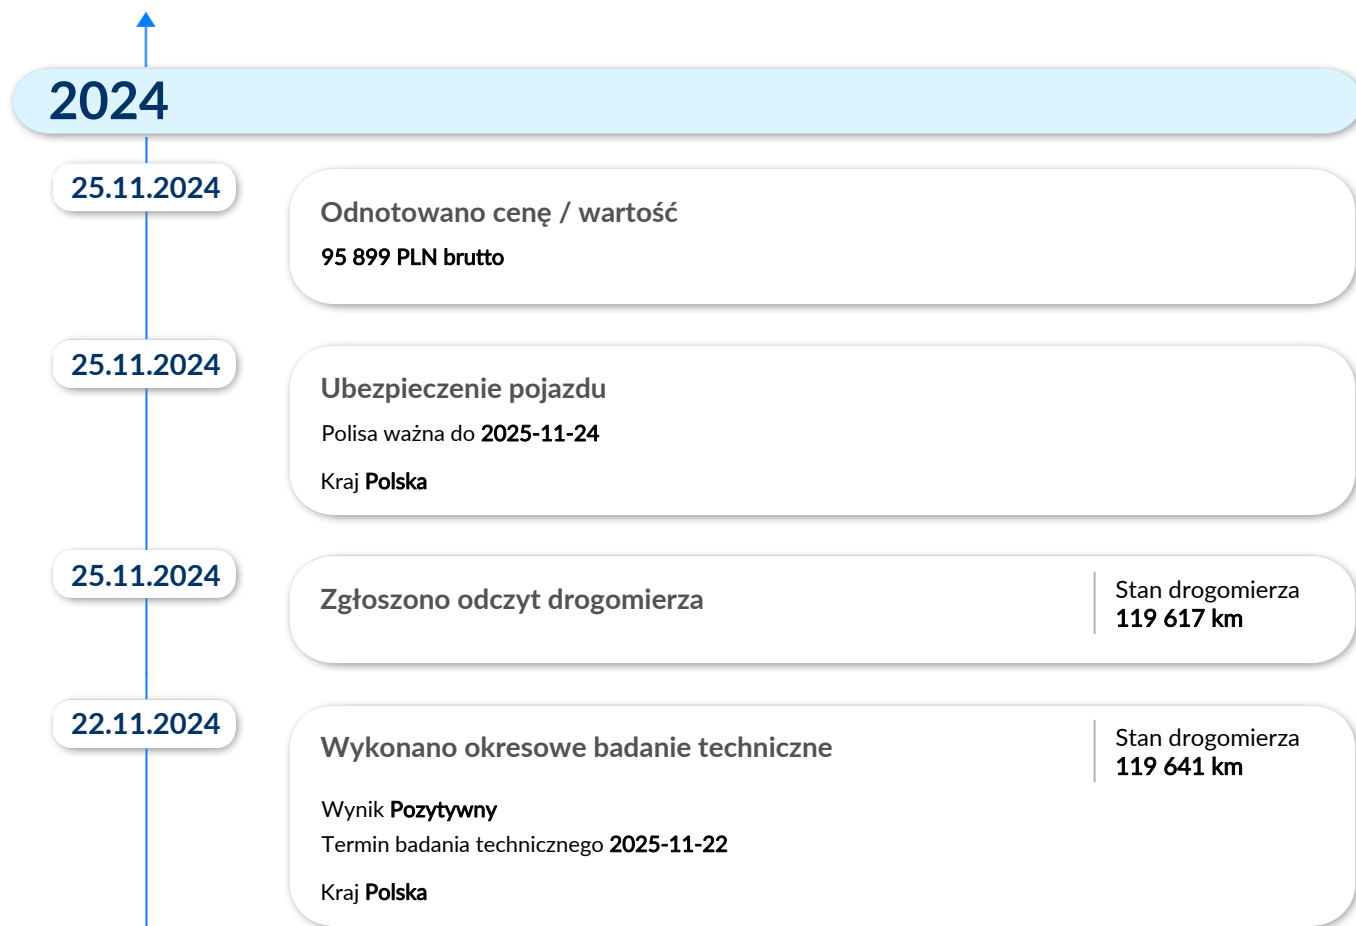 2024
25.11.2024
Odnotowano cenę / wartość
95 899 PLN brutto
25.11.2024
Ubezpieczenie pojazdu
Polisa ważna do 2025-11-24
Kraj Polska
25.11.2024
Zgłoszono odczyt drogomierza
Stan drogomierza
119 617 km
22.11.2024
Wykonano okresowe badanie techniczne
Stan drogomierza
119 641 km
Wynik Pozytywny
Termin badania technicznego 2025-11-22
Kraj Polska